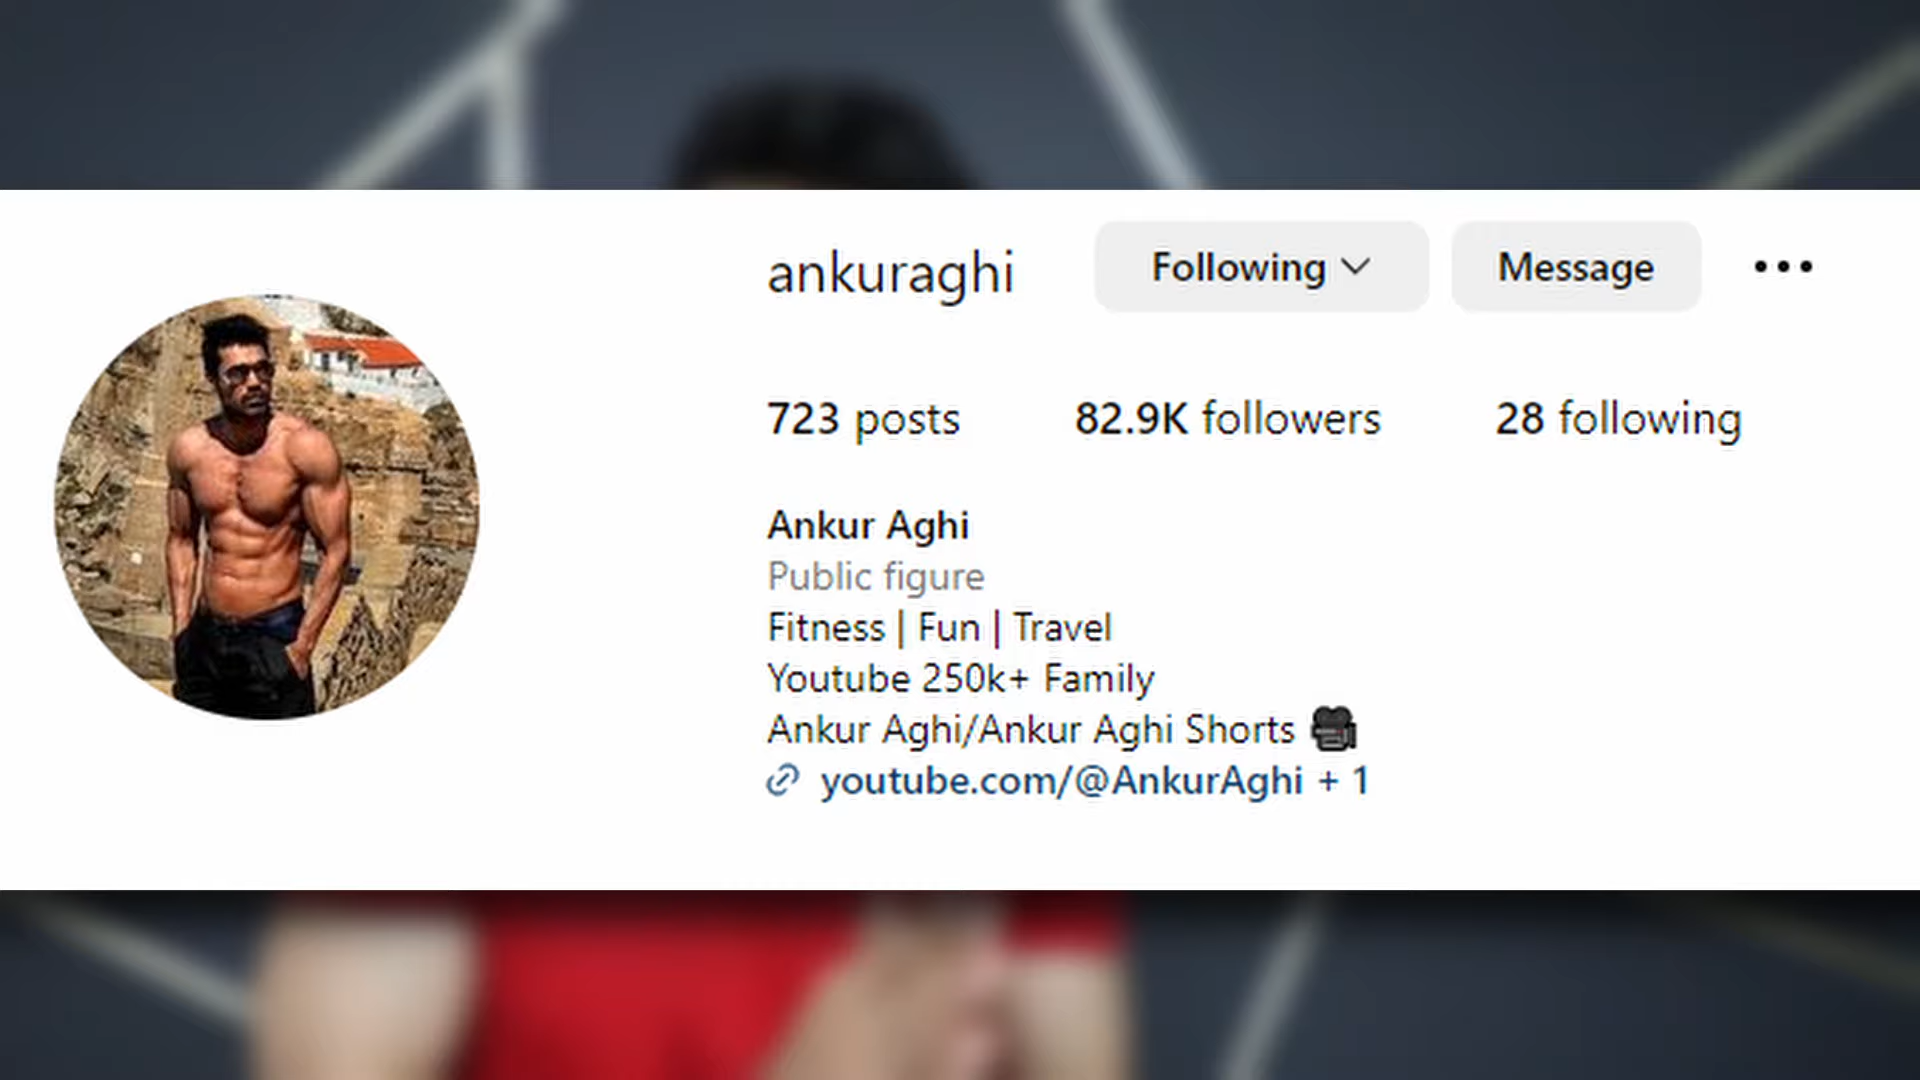 ankuraghi Following Message
723 posts 82.9K followers 28 following
Ankur Aghi
Public figure
Fitness | Fun | Travel
Youtube 250k+ Family
Ankur Aghi/Ankur Aghi Shorts 🎥
youtube.com/@AnkurAghi + 1